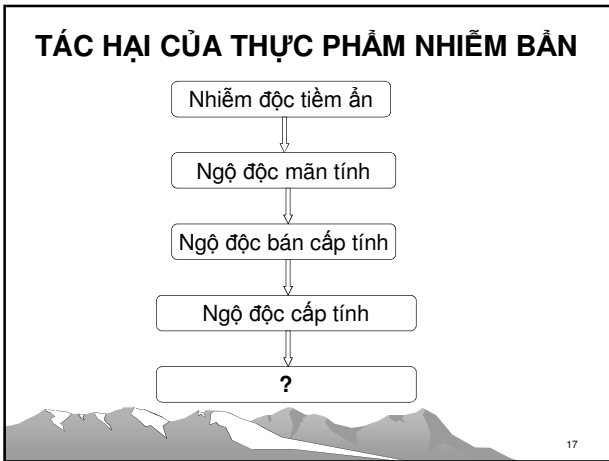 TÁC HẠI CỦA THỰC PHẨM NHIỄM BẨN
Nhiễm độc tiềm ẩn
Ngộ độc mãn tính
Ngộ độc bán cấp tính
Ngộ độc cấp tính
?
17